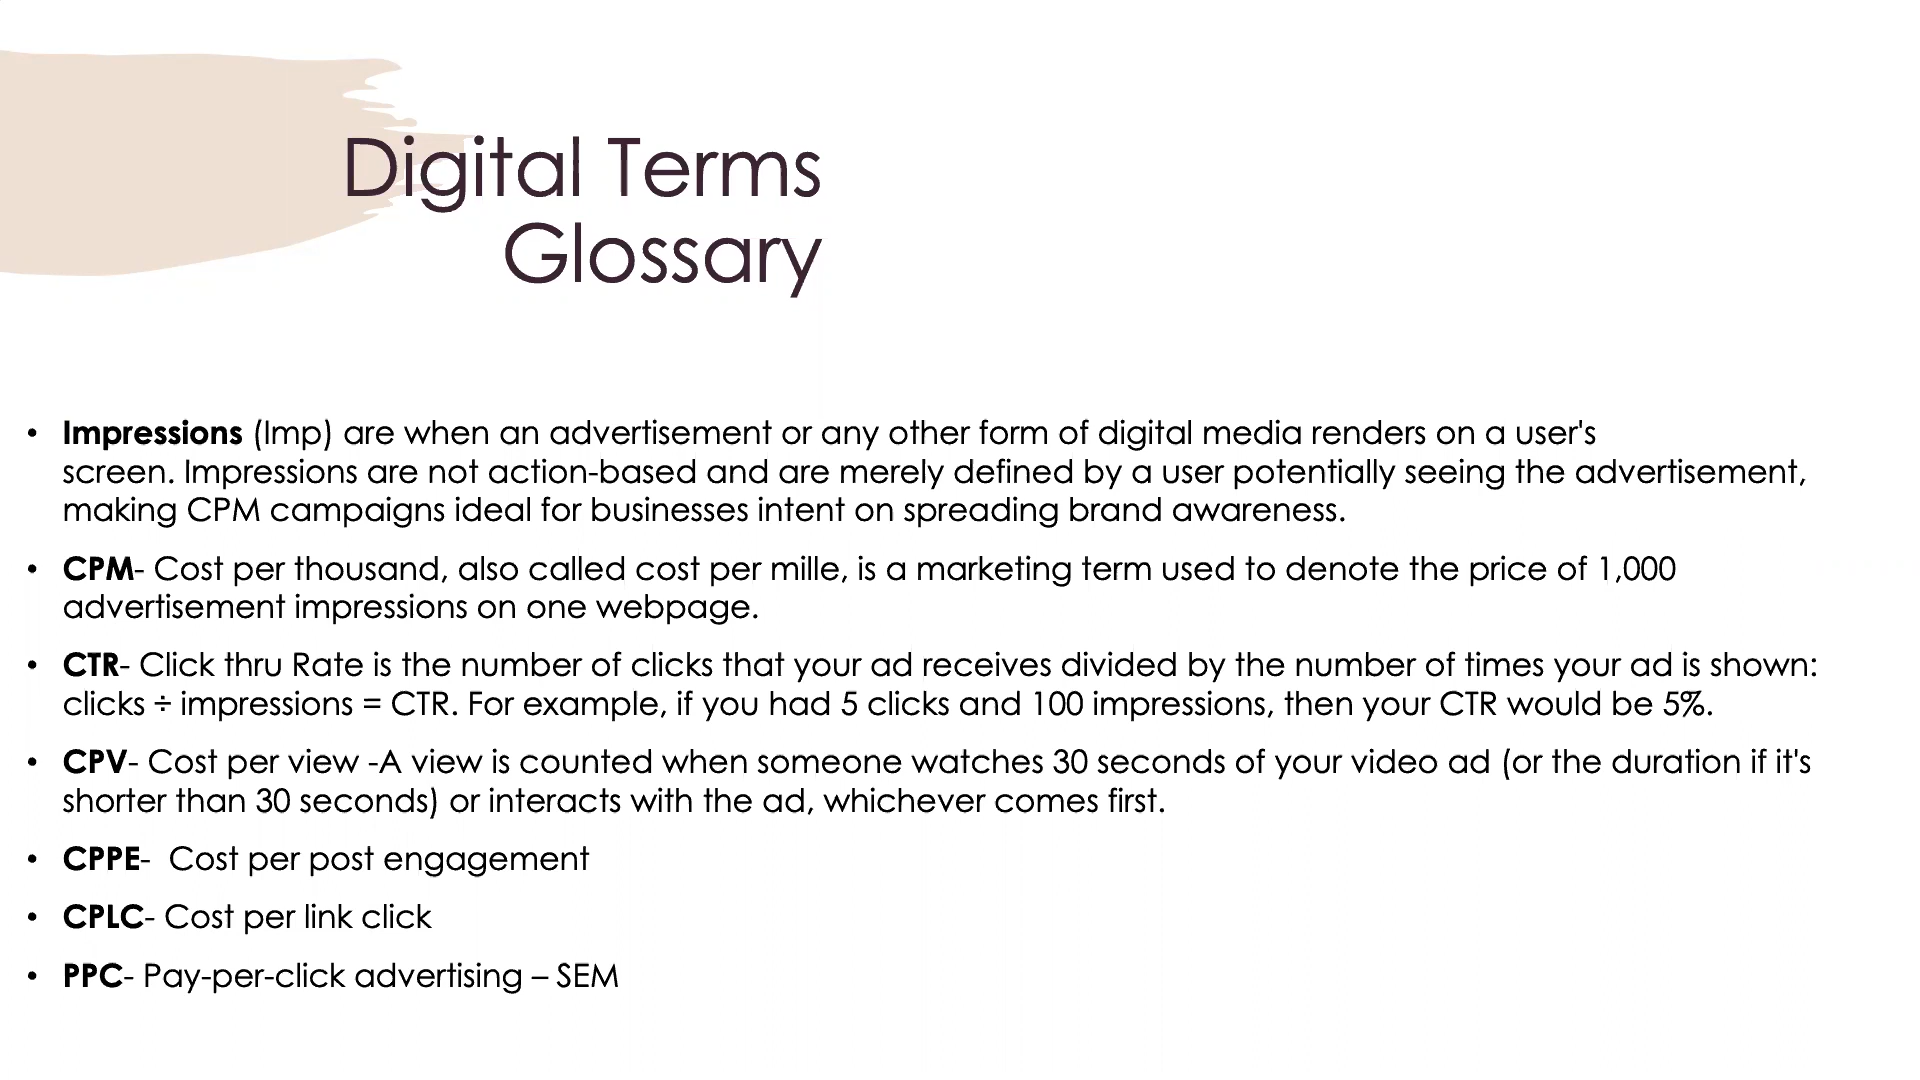 Digital Terms
Glossary
• Impressions (Imp) are when an advertisement or any other form of digital media renders on a user's
screen. Impressions are not action-based and are merely defined by a user potentially seeing the advertisement,
making CPM campaigns ideal for businesses intent on spreading brand awareness.
• CPM- Cost per thousand, also called cost per mille, is a marketing term used to denote the price of 1,000
advertisement impressions on one webpage.
• CTR- Click thru Rate is the number of clicks that your ad receives divided by the number of times your ad is shown:
clicks ÷ impressions = CTR. For example, if you had 5 clicks and 100 impressions, then your CTR would be 5%.
• CPV- Cost per view -A view is counted when someone watches 30 seconds of your video ad (or the duration if it's
shorter than 30 seconds) or interacts with the ad, whichever comes first.
• CPPE-  Cost per post engagement
• CPLC- Cost per link click
• PPC- Pay-per-click advertising – SEM